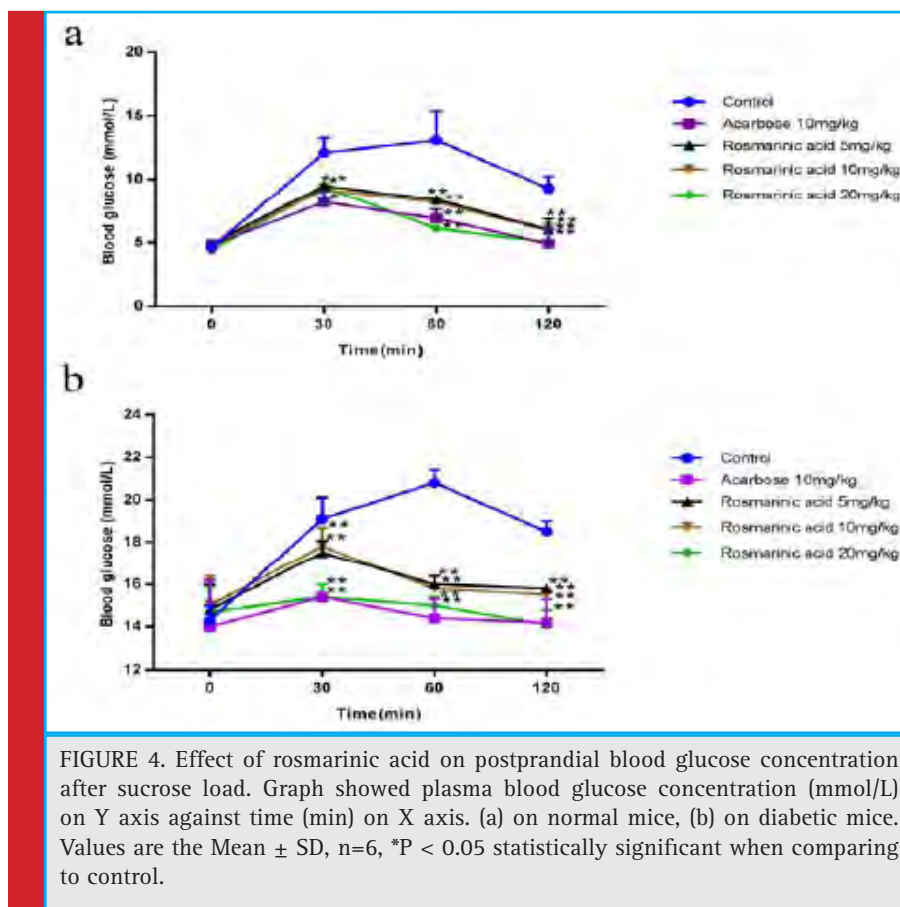 a
20
15
10
5
0
Blood glucose (mmol/L)
0 30 60 120
Time(min)
Control
Acarbose 10mg/kg
Rosmarinic acid 5mg/kg
Rosmarinic acid 10mg/kg
Rosmarinic acid 20mg/kg
b
24
22
20
18
16
14
12
Blood glucose (mmol/L)
0 30 60 120
Time(min)
Control
Acarbose 10mg/kg
Rosmarinic acid 5mg/kg
Rosmarinic acid 10mg/kg
Rosmarinic acid 20mg/kg
FIGURE 4. Effect of rosmarinic acid on postprandial blood glucose concentration
after sucrose load. Graph showed plasma blood glucose concentration (mmol/L)
on Y axis against time (min) on X axis. (a) on normal mice, (b) on diabetic mice.
Values are the Mean ± SD, n=6, *P < 0.05 statistically significant when comparing
to control.